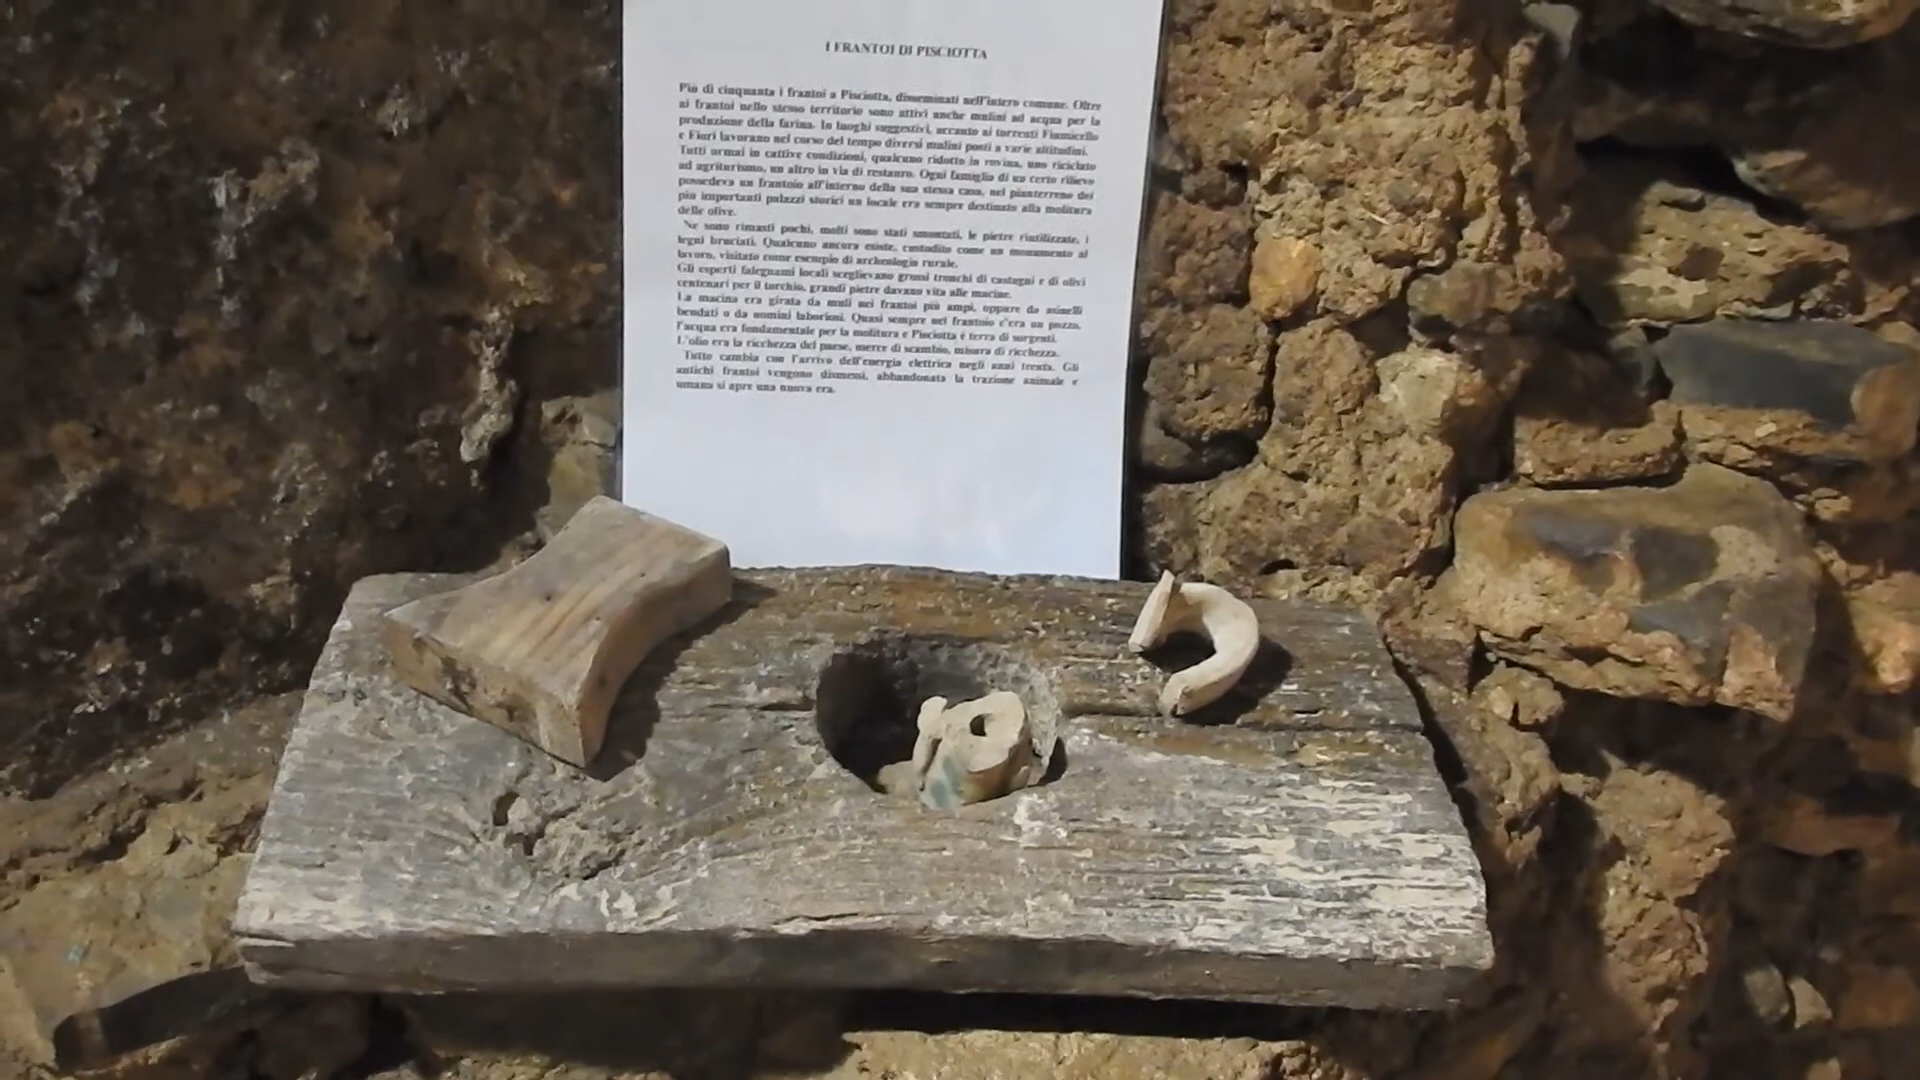 I FRANTOI DI PISCIOTTA
Più di cinquanta i frantoi a Pisciotta, disseminati nell'intero comune. Oltre
ai frantoi nello stesso territorio sono attivi anche mulini ad acqua per la
produzione della farina. In luoghi suggestivi, accanto ai torrenti Fiumicello
e Fiori lavorano nel corso del tempo diversi mulini posti a varie altitudini.
Tutti ormai in cattive condizioni, qualcuno ridotto in rovina, uno riciclato
ad agriturismo, un altro in via di restauro. Ogni famiglia di un certo rilievo
possedeva un frantoio all'interno della sua stessa casa, nel pianterreno dei
più importanti palazzi storici un locale era sempre destinato alla molitura
delle olive.
Ne sono rimasti pochi, molti sono stati smontati, le pietre riutilizzate, i
legni bruciati. Qualcuno ancora esiste, custodito come un monumento al
lavoro, visitato come esempio di archeologia rurale.
Gli esperti falegnami locali sceglievano grossi tronchi di castagni e di olivi
centenari per il torchio, grandi pietre davano vita alle macine.
La macina era girata da muli nei frantoi più ampi, oppure da asinelli
bendati o da uomini laboriosi. Quasi sempre nel frantoio c'era un pozzo,
l'acqua era fondamentale per la molitura e Pisciotta è terra di sorgenti.
L'olio era la ricchezza del paese, merce di scambio, misura di ricchezza.
Tutto cambia con l'arrivo dell'energia elettrica negli anni trenta. Gli
antichi frantoi vengono dismessi, abbandonata la trazione animale e
umana si apre una nuova era.